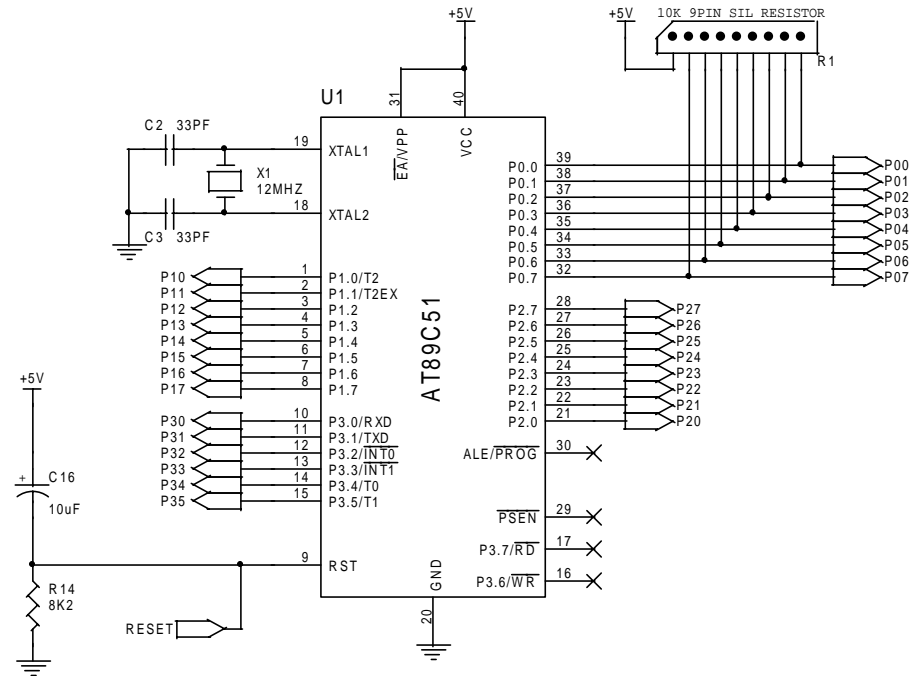 +5V
+5V
10K 9PIN SIL RESISTOR
R1
U1
31
40
EA/VPP
VCC
C2 33PF
19
XTAL1
X1
12MHZ
18
XTAL2
C3 33PF
P0.0 39 P00
P0.1 38 P01
P0.2 37 P02
P0.3 36 P03
P0.4 35 P04
P0.5 34 P05
P0.6 33 P06
P0.7 32 P07
P10 1 P1.0/T2
P11 2 P1.1/T2EX
P12 3 P1.2
P13 4 P1.3
P14 5 P1.4
P15 6 P1.5
P16 7 P1.6
P17 8 P1.7
AT89C51
P2.7 28 P27
P2.6 27 P26
P2.5 26 P25
P2.4 25 P24
P2.3 24 P23
P2.2 23 P22
P2.1 22 P21
P2.0 21 P20
+5V
P30 10 P3.0/RXD
P31 11 P3.1/TXD
P32 12 P3.2/INT0
P33 13 P3.3/INT1
P34 14 P3.4/T0
P35 15 P3.5/T1
ALE/PROG 30
+
C16
10uF
PSEN 29
P3.7/RD 17
P3.6/WR 16
9
RST
GND
20
R14
8K2
RESET